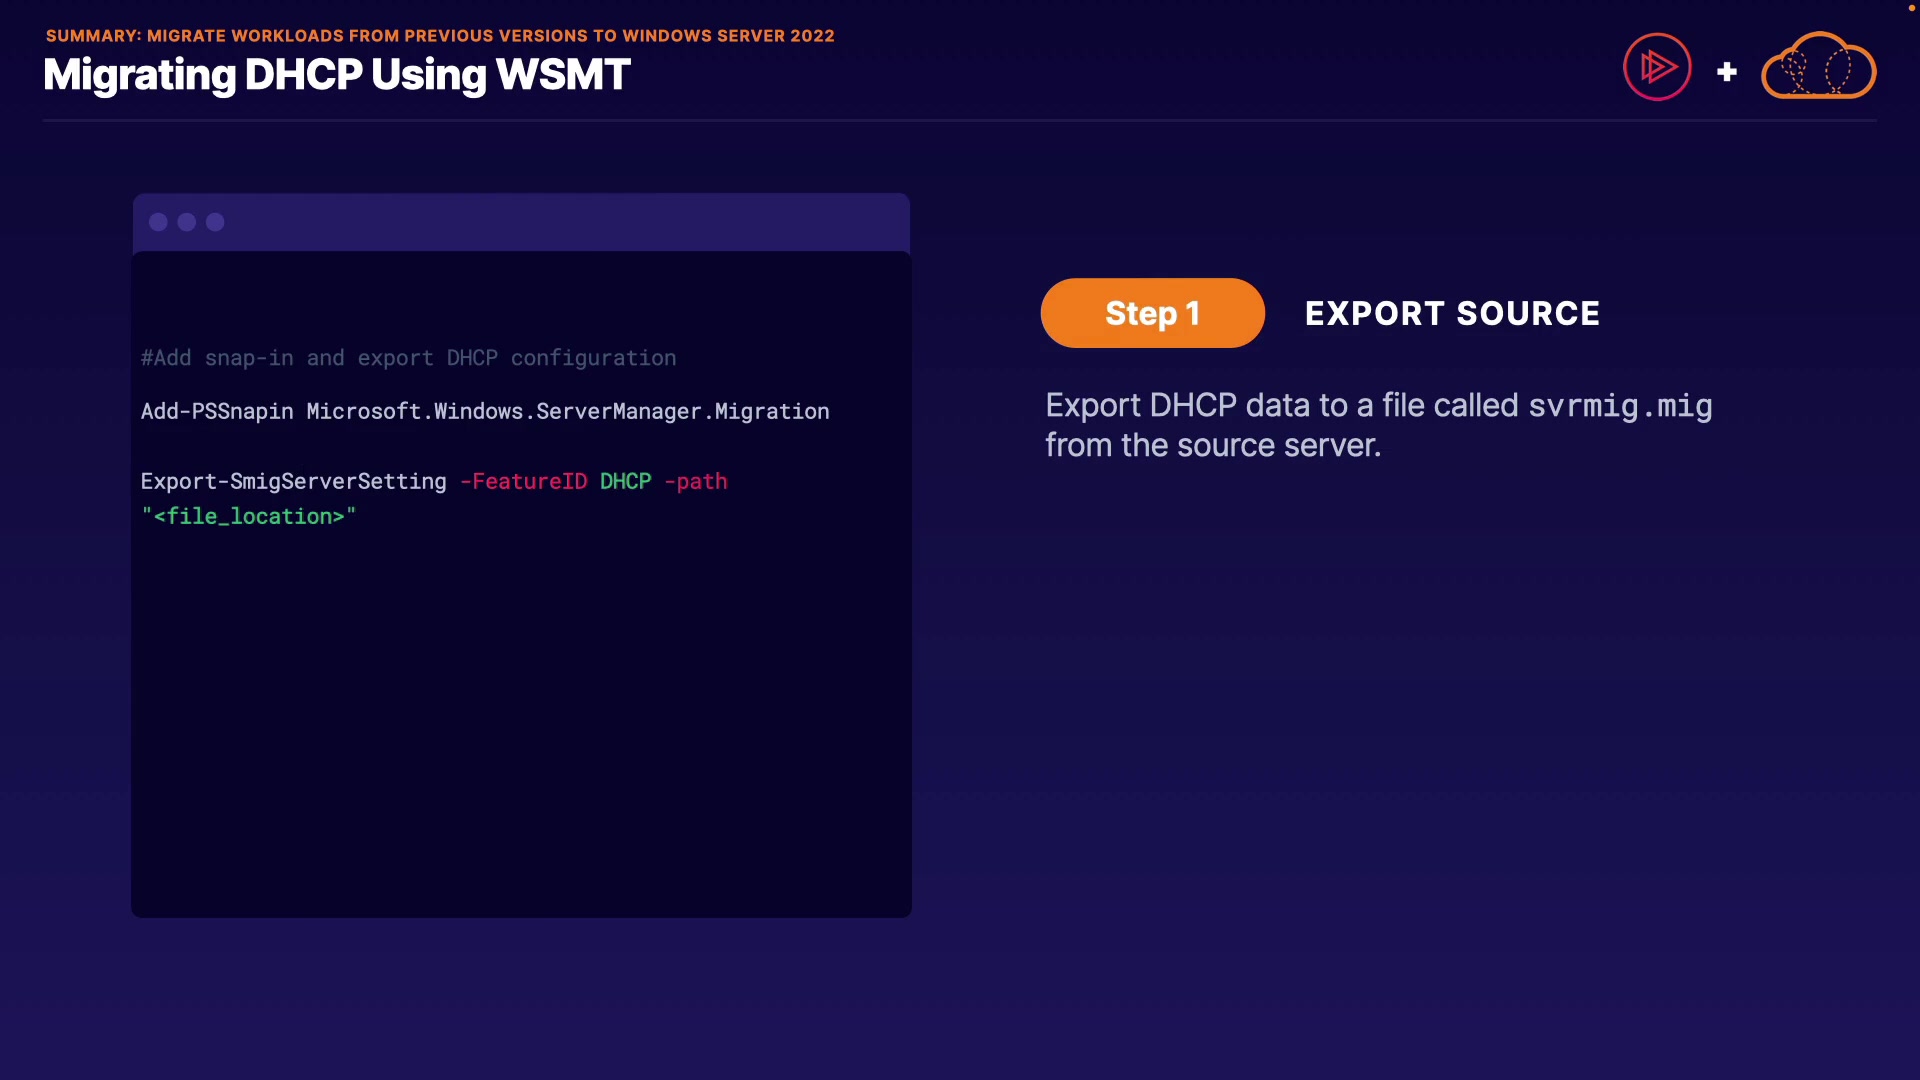 SUMMARY: MIGRATE WORKLOADS FROM PREVIOUS VERSIONS TO WINDOWS SERVER 2022
Migrating DHCP Using WSMT
#Add snap-in and export DHCP configuration
Add-PSSnapin Microsoft.Windows.ServerManager.Migration
Export-SmigServerSetting -FeatureID DHCP -path
"<file_location>"
Step 1
EXPORT SOURCE
Export DHCP data to a file called svrmig.mig
from the source server.